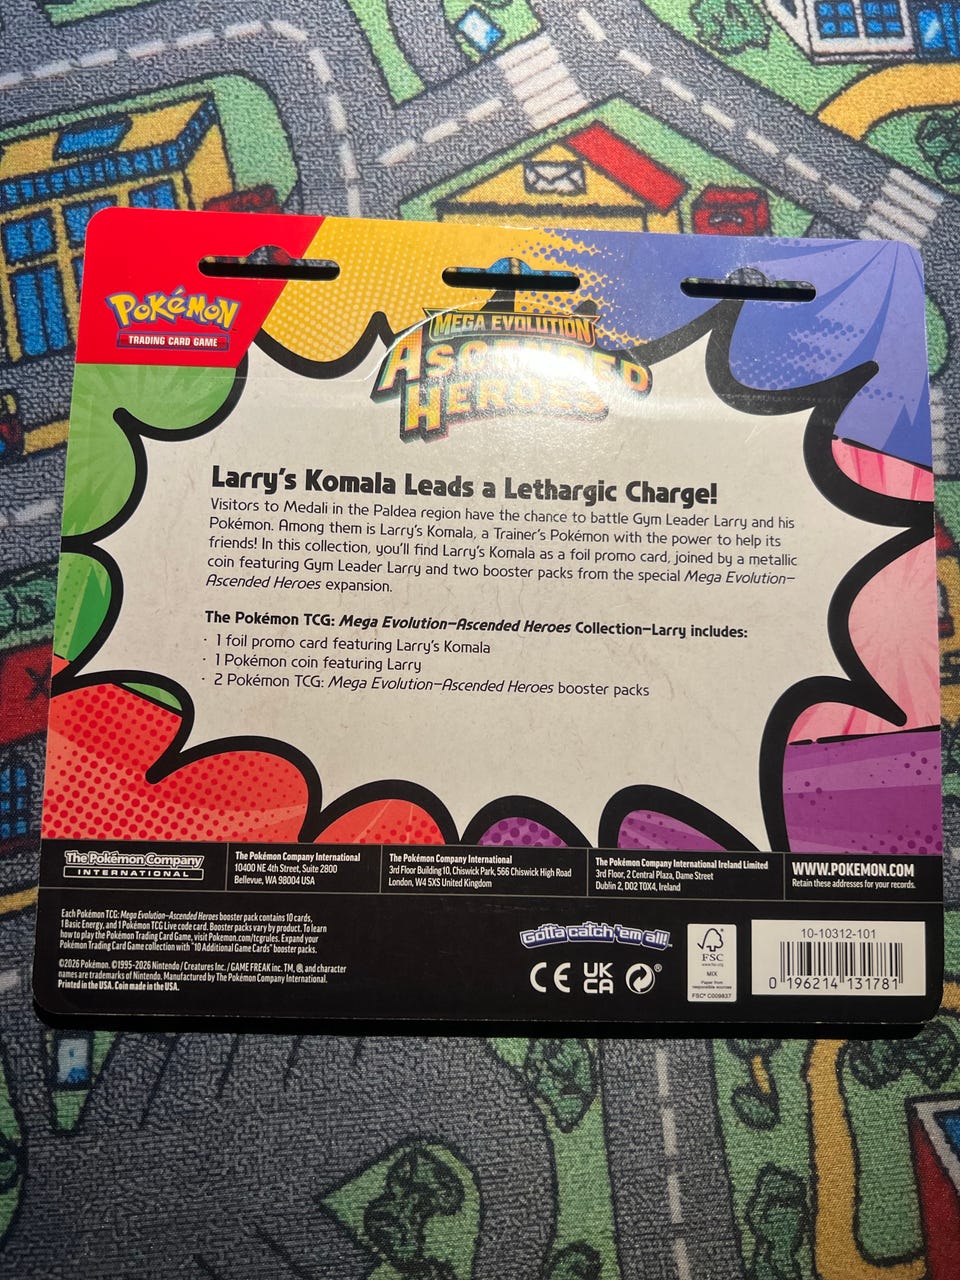 POKÉMON
TRADING CARD GAME
MEGA EVOLUTION
ASCENDED
HEROES
Larry's Komala Leads a Lethargic Charge!
Visitors to Medali in the Paldea region have the chance to battle Gym Leader Larry and his
Pokémon. Among them is Larry's Komala, a Trainer's Pokémon with the power to help its
friends! In this collection, you'll find Larry's Komala as a foil promo card, joined by a metallic
coin featuring Gym Leader Larry and two booster packs from the special Mega Evolution—
Ascended Heroes expansion.
The Pokémon TCG: Mega Evolution—Ascended Heroes Collection—Larry includes:
· 1 foil promo card featuring Larry's Komala
· 1 Pokémon coin featuring Larry
· 2 Pokémon TCG: Mega Evolution—Ascended Heroes booster packs
The Pokémon Company
INTERNATIONAL
The Pokémon Company International
10400 NE 4th Street, Suite 2800
Bellevue, WA 98004 USA
The Pokémon Company International
3rd Floor Building 10, Chiswick Park, 566 Chiswick High Road
London, W4 5XS United Kingdom
The Pokémon Company International Ireland Limited
3rd Floor, 2 Central Plaza, Dame Street
Dublin 2, D02 T0X4, Ireland
WWW.POKEMON.COM
Retain these addresses for your records.
Each Pokémon TCG: Mega Evolution—Ascended Heroes booster pack contains 10 cards,
1 Basic Energy, and 1 Pokémon TCG Live code card. Booster packs vary by product. To learn
how to play the Pokémon Trading Card Game, visit Pokemon.com/tcgrules. Expand your
Pokémon Trading Card Game collection with "10 Additional Game Cards" booster packs.
©2026 Pokémon. ©1995-2026 Nintendo / Creatures Inc. / GAME FREAK inc. TM, ®, and character
names are trademarks of Nintendo. Manufactured by The Pokémon Company International.
Printed in the USA. Coin made in the USA.
Gotta catch 'em all!
CE
UK
CA
®
FSC
www.fsc.org
MIX
Paper from
responsible sources
FSC® C009837
10-10312-101
0 196214 131781